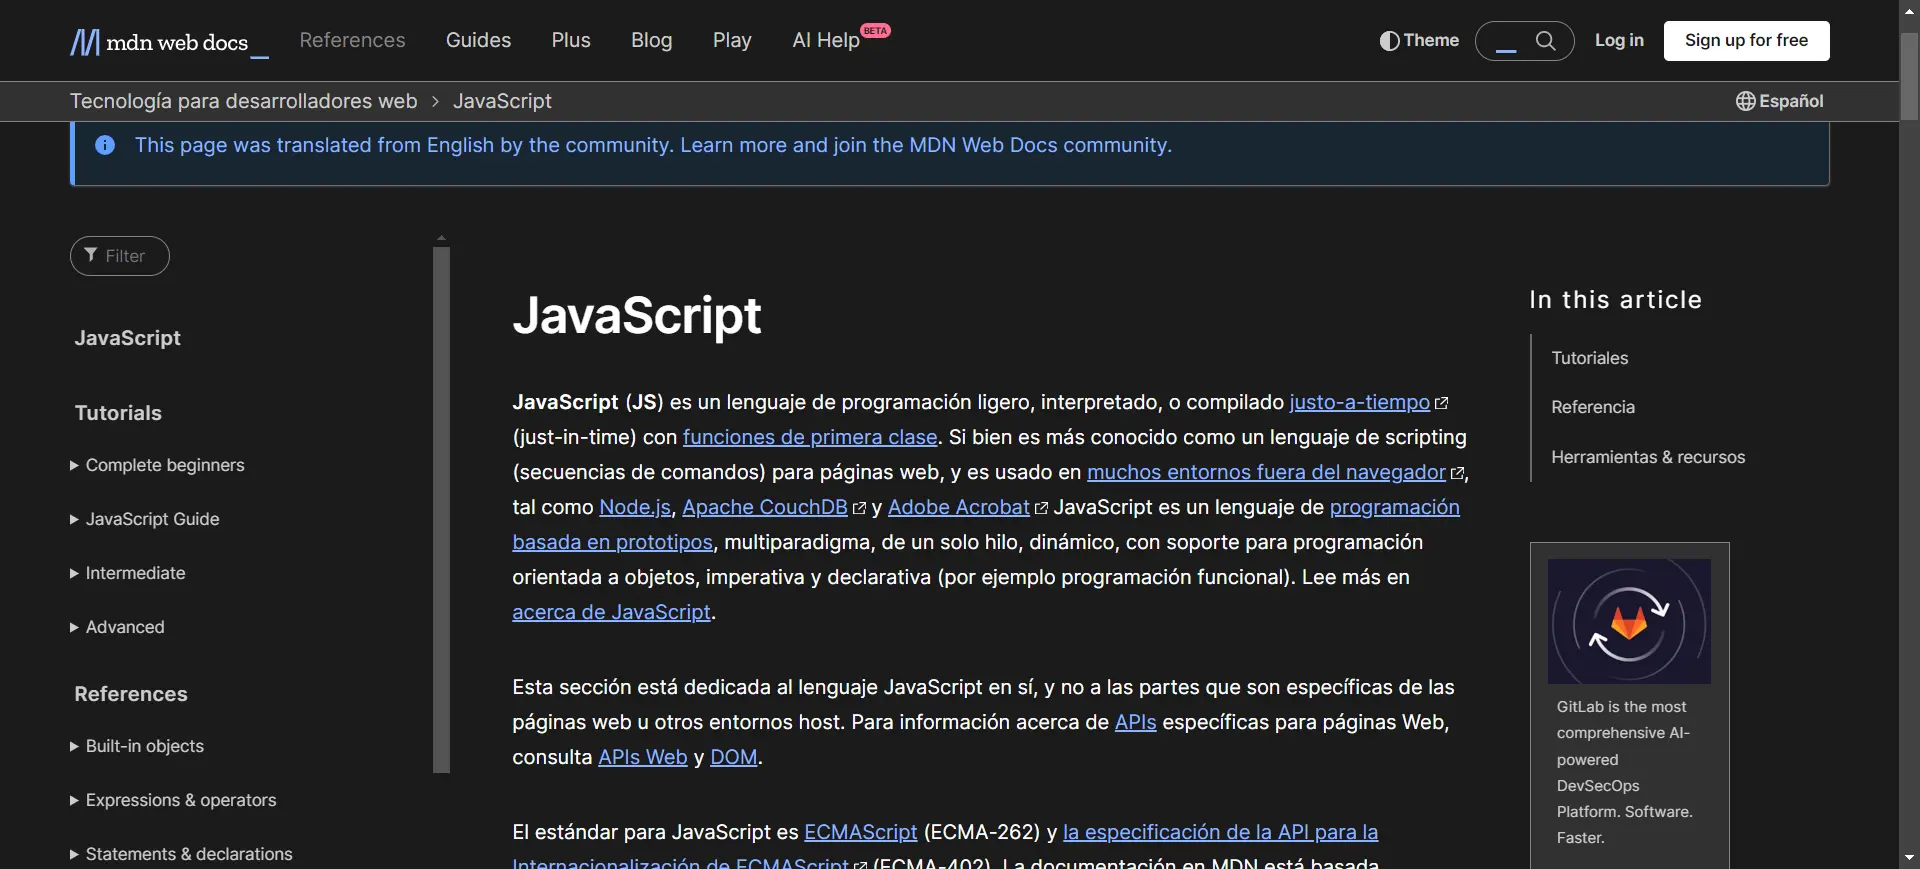 mdn web docs_
References
Guides
Plus
Blog
Play
AI Help BETA
Theme
Log in
Sign up for free
Tecnología para desarrolladores web
JavaScript
Español
This page was translated from English by the community. Learn more and join the MDN Web Docs community.
Filter
JavaScript
Tutorials
Complete beginners
JavaScript Guide
Intermediate
Advanced
References
Built-in objects
Expressions & operators
Statements & declarations
JavaScript
JavaScript (JS) es un lenguaje de programación ligero, interpretado, o compilado justo-a-tiempo
(just-in-time) con funciones de primera clase. Si bien es más conocido como un lenguaje de scripting
(secuencias de comandos) para páginas web, y es usado en muchos entornos fuera del navegador,
tal como Node.js, Apache CouchDB y Adobe Acrobat JavaScript es un lenguaje de programación
basada en prototipos, multiparadigma, de un solo hilo, dinámico, con soporte para programación
orientada a objetos, imperativa y declarativa (por ejemplo programación funcional). Lee más en
acerca de JavaScript.
Esta sección está dedicada al lenguaje JavaScript en sí, y no a las partes que son específicas de las
páginas web u otros entornos host. Para información acerca de APIs específicas para páginas Web,
consulta APIs Web y DOM.
El estándar para JavaScript es ECMAScript (ECMA-262) y la especificación de la API para la
Internacionalización de ECMAScript (ECMA-402). La documentación en MDN está basada
In this article
Tutoriales
Referencia
Herramientas & recursos
GitLab is the most
comprehensive AI-
powered
DevSecOps
Platform. Software.
Faster.